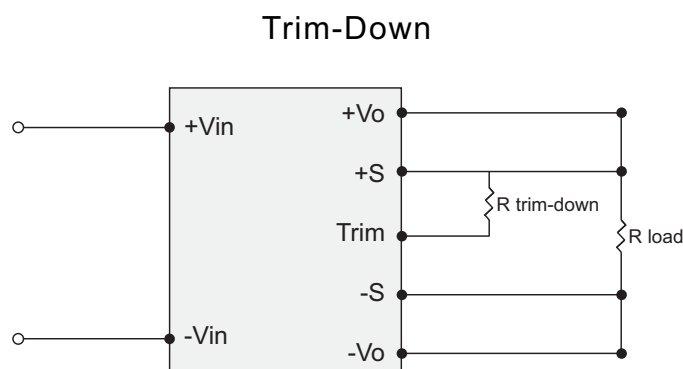 Trim-Down
+Vo
+Vin
+S
R trim-down
Trim
R load
-S
-Vin
-Vo